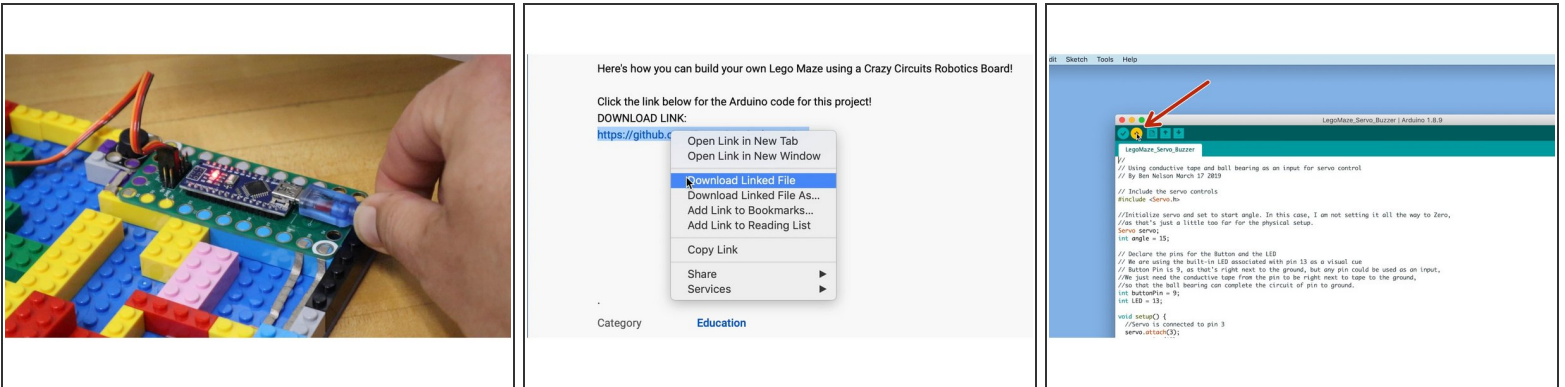 Here's how you can build your own Lego Maze using a Crazy Circuits Robotics Board!
Click the link below for the Arduino code for this project!
DOWNLOAD LINK:
https://github.c
Open Link in New Tab
Open Link in New Window
Download Linked File
Download Linked File As...
Add Link to Bookmarks...
Add Link to Reading List
Copy Link
Share
Services
.
Category Education
dit Sketch Tools Help
LegoMaze_Servo_Buzzer | Arduino 1.8.9
LegoMaze_Servo_Buzzer
//
// Using conductive tape and ball bearing as an input for servo control
// By Ben Nelson March 17 2019
// Include the servo controls
#include <Servo.h>
//Initialize servo and set to start angle. In this case, I am not setting it all the way to Zero,
//as that's just a liitle too far for the physical setup.
Servo servo;
int angle = 15;
// Declare the pins for the Button and the LED
// We are using the built-in LED associated with pin 13 as a visual cue
// Button Pin is 9, as that's right next to the ground, but any pin could be used as an input,
//We just need the conductive tape from the pin to be right next to tape to the ground,
//so that the ball bearing can complete the circuit of pin to ground.
int buttonPin = 9;
int LED = 13;
void setup() {
//Servo is connected to pin 3
servo.attach(3);